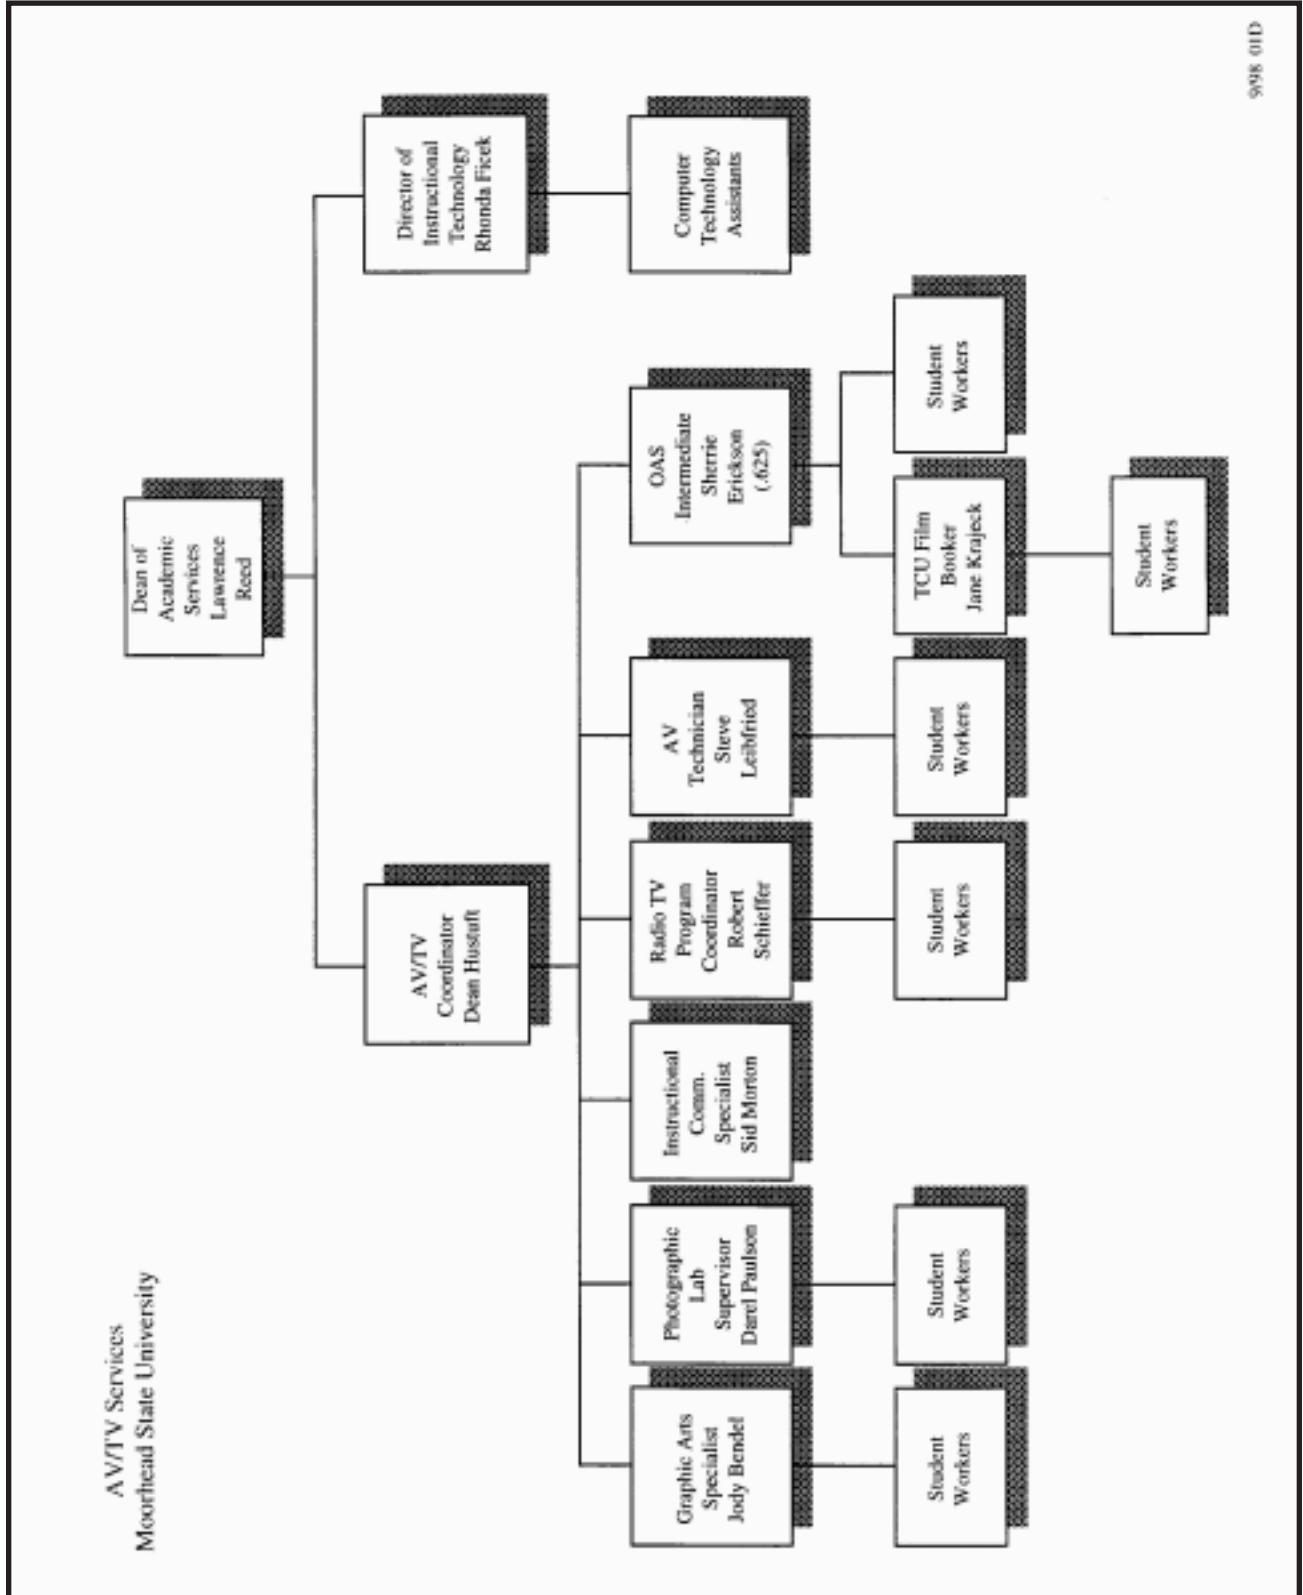 AV/TV Services
Moorhead State University
Dean of
Academic
Services
Lawrence
Reed
AV/TV
Coordinator
Dean Hustuft
Director of
Instructional
Technology
Rhonda Ficek
Graphic Arts
Specialist
Jody Bendel
Photographic
Lab
Supervisor
Darel Paulson
Instructional
Comm.
Specialist
Sid Morton
Radio TV
Program
Coordinator
Robert
Schieffer
AV
Technician
Steve
Leibfried
OAS
Intermediate
Sherrie
Erickson
(.625)
Computer
Technology
Assistants
Student
Workers
Student
Workers
Student
Workers
Student
Workers
TCU Film
Booker
Jane Krajeck
Student
Workers
Student
Workers
9/98 01D